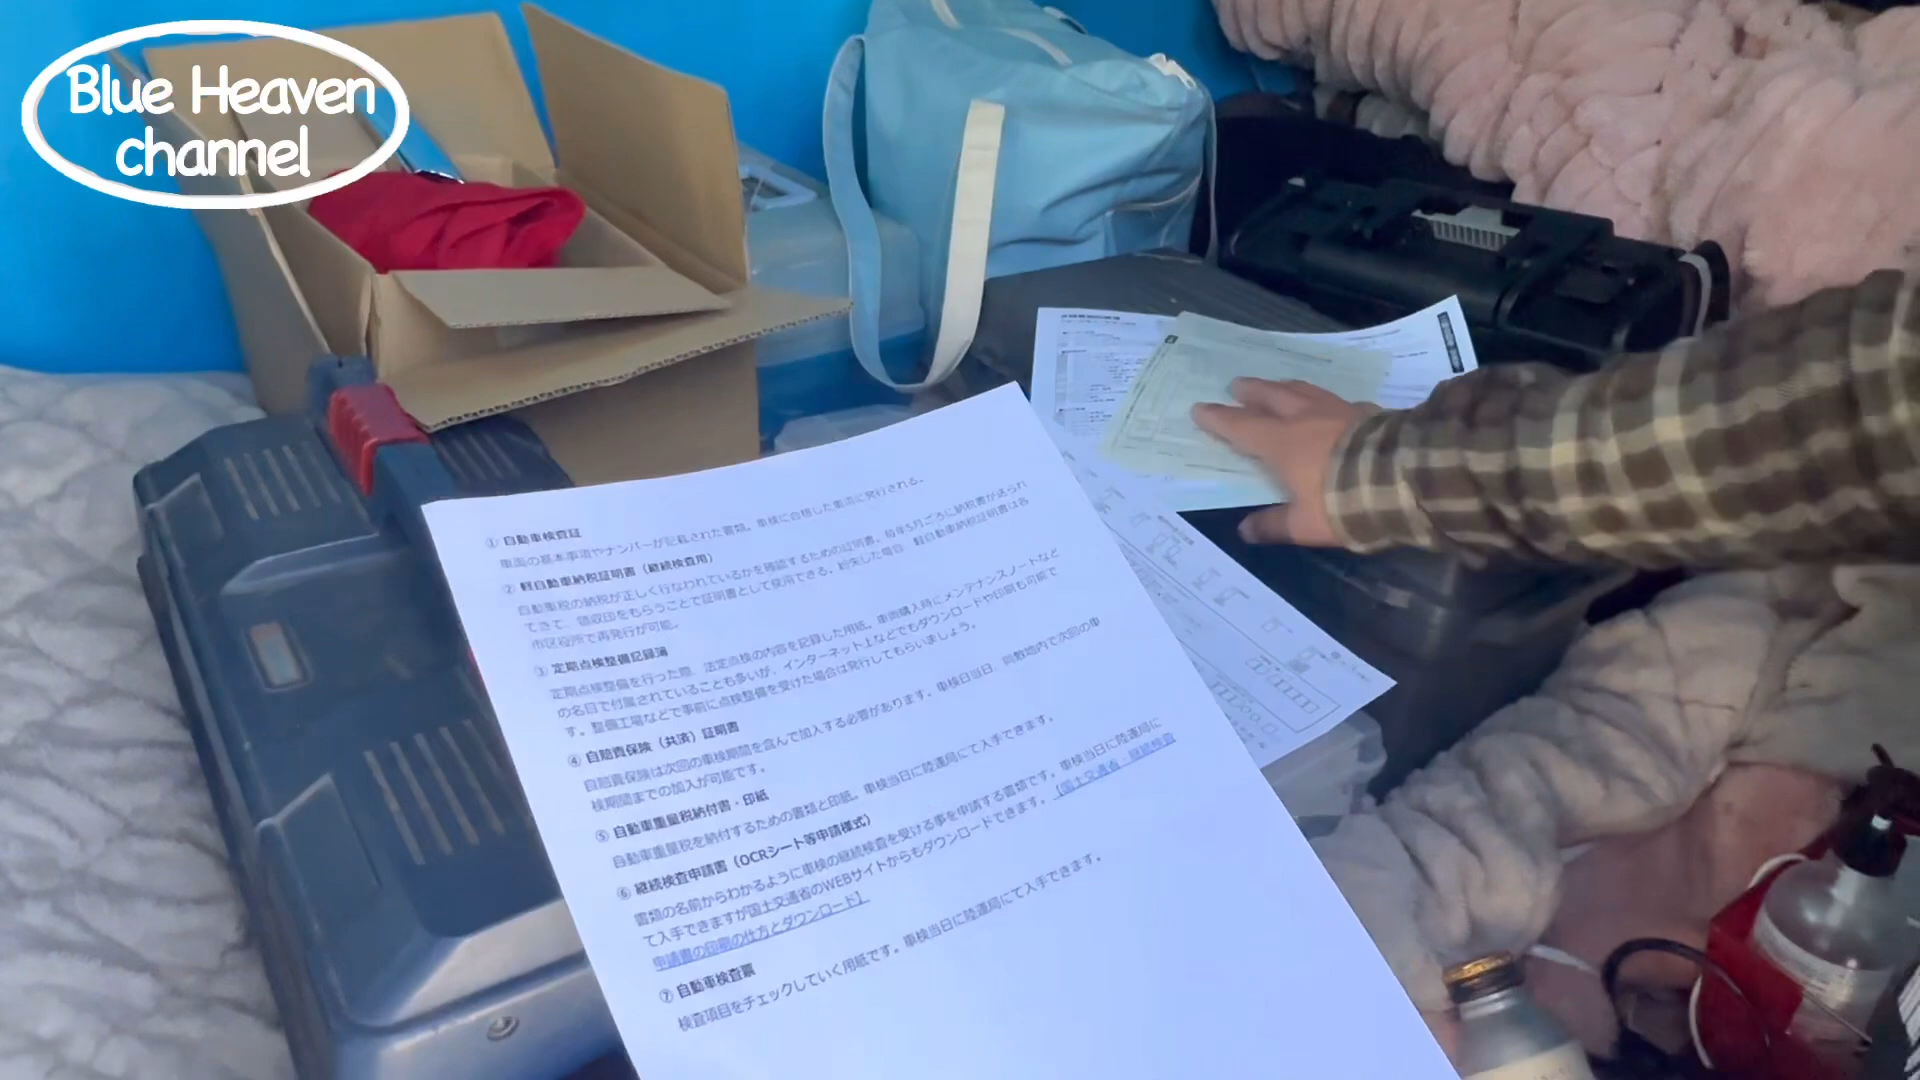 Blue Heaven
channel
① 自動車検査証
車両の基本事項やナンバーが記載された書類。車検に合格した車両に発行される。
② 軽自動車納税証明書（継続検査用）
自動車税の納税が正しく行なわれているかを確認するための証明書。毎年5月ごろに納税書が送られ
てきて、領収印をもらうことで証明書として使用できる。紛失した場合、軽自動車納税証明書は各
市区役所で再発行が可能。
③ 定期点検整備記録簿
定期点検整備を行った際、法定点検の内容を記録した用紙。車両購入時にメンテナンスノートなど
の名目で付属されていることも多いが、インターネット上などでもダウンロードや印刷も可能で
す。整備工場などで事前に点検整備を受けた場合は発行してもらいましょう。
④ 自賠責保険（共済）証明書
自賠責保険は次回の車検期間を含んで加入する必要があります。車検日当日、同敷地内で次回の車
検期間までの加入が可能です。
⑤ 自動車重量税納付書・印紙
自動車重量税を納付するための書類と印紙。車検当日に陸運局にて入手できます。
⑥ 継続検査申請書（OCRシート等申請様式）
書類の名前からわかるように車検の継続検査を受ける事を申請する書類です。車検当日に陸運局に
て入手できますが国土交通省のWEBサイトからもダウンロードできます。【国土交通省・継続検査
申請書の印刷の仕方とダウンロード】
⑦ 自動車検査票
検査項目をチェックしていく用紙です。車検当日に陸運局にて入手できます。